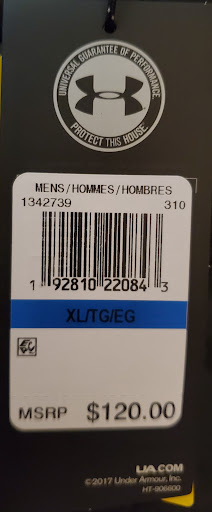 UNIVERSAL GUARANTEE OF PERFORMANCE
PROTECT THIS HOUSE
MENS/HOMMES/HOMBRES
1342739 310
1 92810 22084 3
XL/TG/EG
MSRP $120.00
UA.COM
©2017 Under Armour, Inc.
HT-906600